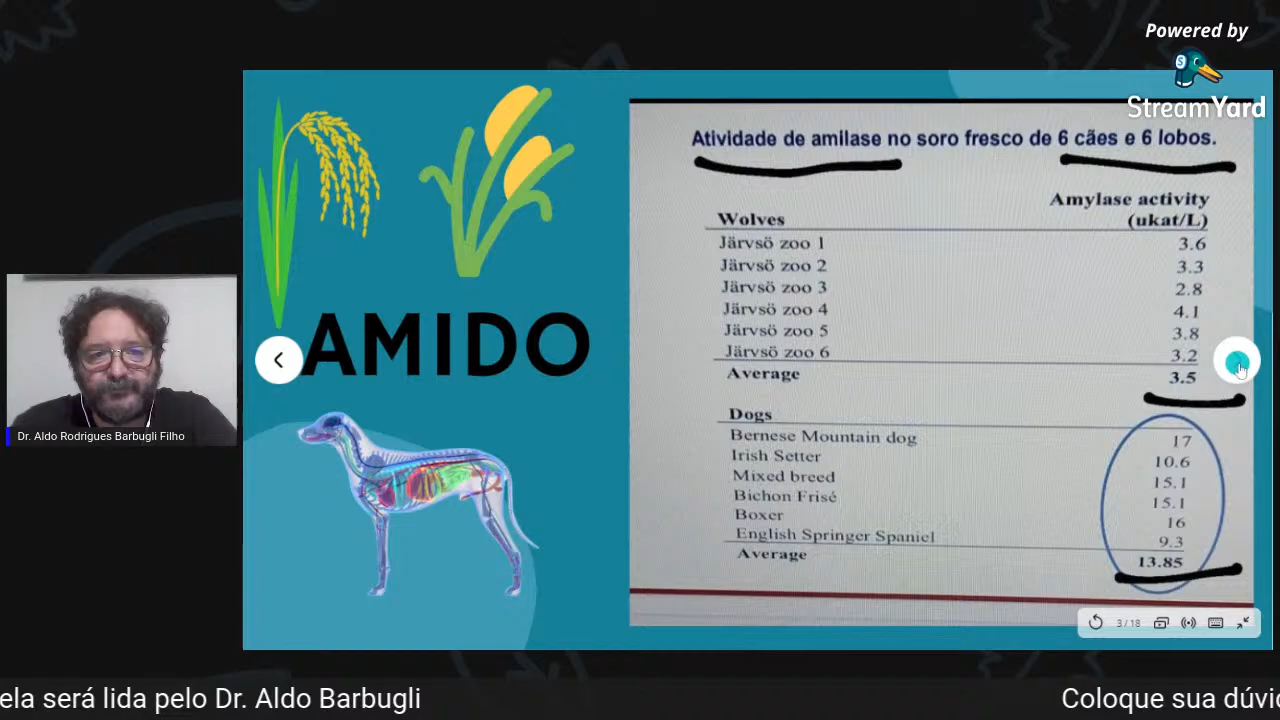 Powered by
StreamYard
Atividade de amilase no soro fresco de 6 cães e 6 lobos.
Wolves Amylase activity (ukat/L)
Järvsö zoo 1 3.6
Järvsö zoo 2 3.3
Järvsö zoo 3 2.8
Järvsö zoo 4 4.1
Järvsö zoo 5 3.8
Järvsö zoo 6 3.2
Average 3.5
Dogs
Bernese Mountain dog 17
Irish Setter 10.6
Mixed breed 15.1
Bichon Frisé 15.1
Boxer 16
English Springer Spaniel 9.3
Average 13.85
AMIDO
Dr. Aldo Rodrigues Barbugli Filho
3 / 18
ela será lida pelo Dr. Aldo Barbugli Coloque sua dúvi